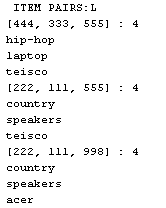 ITEM PAIRS:L
[444, 333, 555] : 4
hip-hop
laptop
teisco
[222, 111, 555] : 4
country
speakers
teisco
[222, 111, 998] : 4
country
speakers
acer